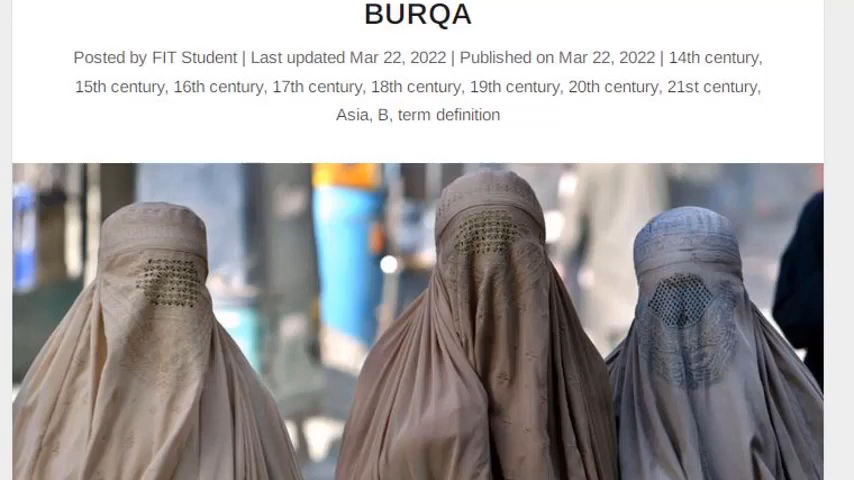 BURQA
Posted by FIT Student | Last updated Mar 22, 2022 | Published on Mar 22, 2022 | 14th century,
15th century, 16th century, 17th century, 18th century, 19th century, 20th century, 21st century,
Asia, B, term definition